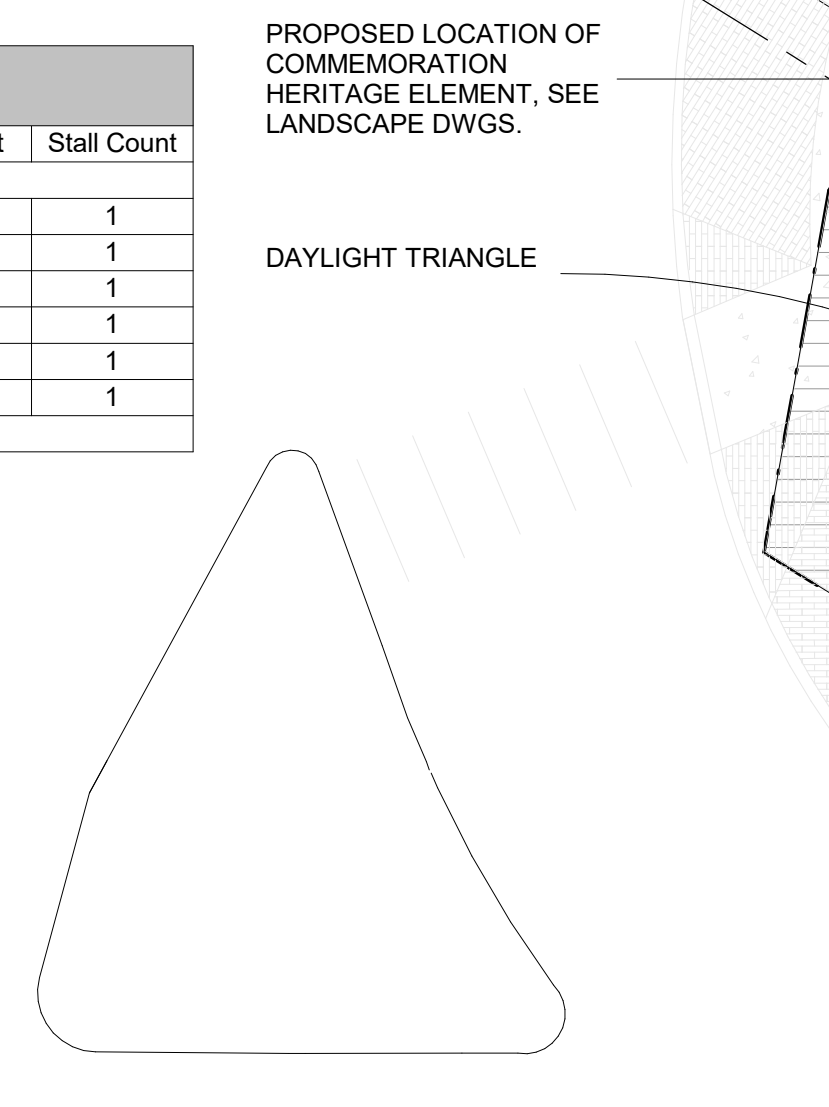 PROPOSED LOCATION OF
COMMEMORATION
HERITAGE ELEMENT, SEE
LANDSCAPE DWGS.
t Stall Count
1
1
1
1
1
1
DAYLIGHT TRIANGLE